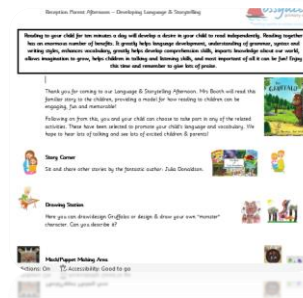 Reception Parent Afternoon – Developing Language & Storytelling
Reading to your child for ten minutes a day will develop a desire in your child to read independently. Reading together
has an enormous number of benefits. It greatly helps language development, understanding of grammar, syntax and
writing styles, enhances vocabulary, greatly helps develop comprehension skills, imparts knowledge about our world,
allows imagination to grow, helps children in talking and listening skills, and most important of all it can be fun! Enjoy
this time and remember to give lots of praise.
Thank you for coming to our Language & Storytelling Afternoon. Mrs Booth will read this
familiar story to the children, providing a model for how reading to children can be
engaging, fun and memorable!
Following on from this, you and your child can choose to take part in any of the related
activities. These have been selected to promote your child's language and vocabulary. We
hope to hear lots of talking and see lots of excited children & parents!
Story Corner
Sit and share other stories by the fantastic author: Julia Donaldson.
Drawing Station
Here you can draw/design Gruffalos or design & draw your own "monster"
character. Can you describe it?
Mask/Puppet Making Area
Accessibility: Good to go